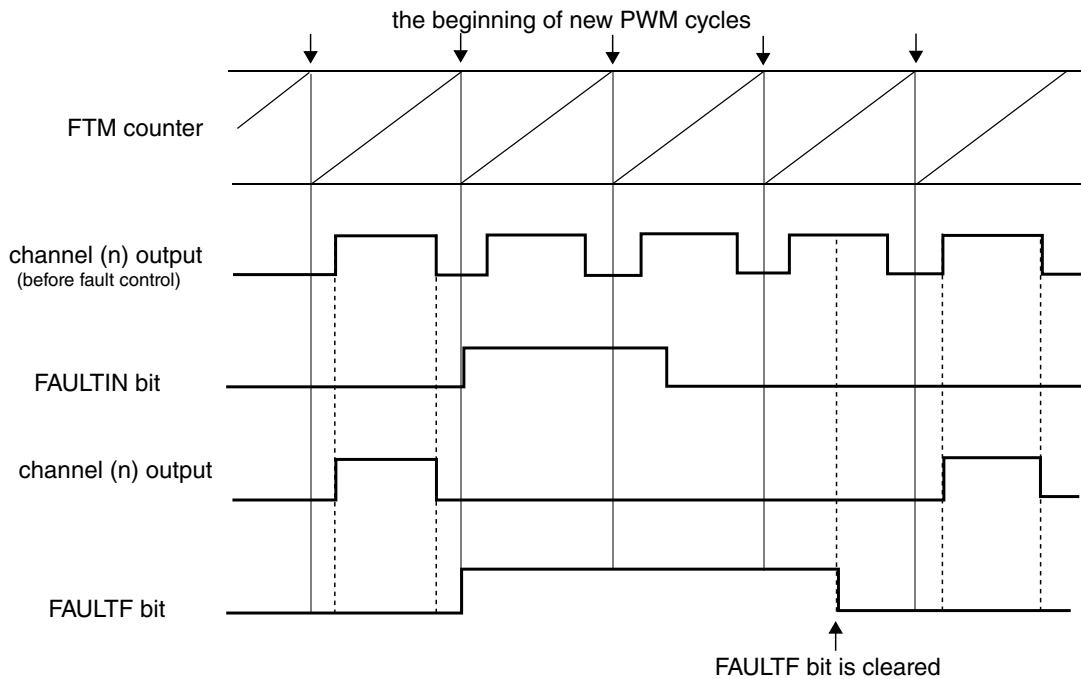 the beginning of new PWM cycles
FTM counter
channel (n) output
(before fault control)
FAULTIN bit
channel (n) output
FAULTF bit
FAULTF bit is cleared